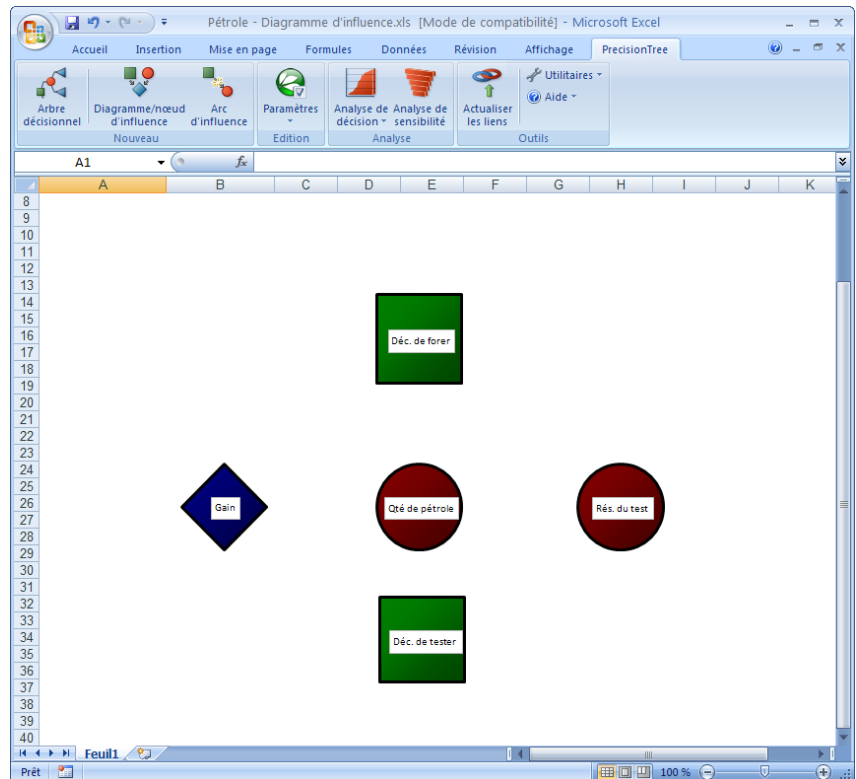 Pétrole - Diagramme d'influence.xls [Mode de compatibilité] - Microsoft Excel
Accueil Insertion Mise en page Formules Données Révision Affichage PrecisionTree
Arbre décisionnel
Diagramme/nœud d'influence
Arc d'influence
Nouveau
Paramètres
Edition
Analyse de décision
Analyse de sensibilité
Analyse
Actualiser les liens
Utilitaires
Aide
Outils
A1 fx
A B C D E F G H I J K
8
9
10
11
12
13
14
15
16
17
18
19
20
21
22
23
24
25
26
27
28
29
30
31
32
33
34
35
36
37
38
39
40
Déc. de forer
Gain
Qté de pétrole
Rés. du test
Déc. de tester
Feuil1
Prêt 100 %